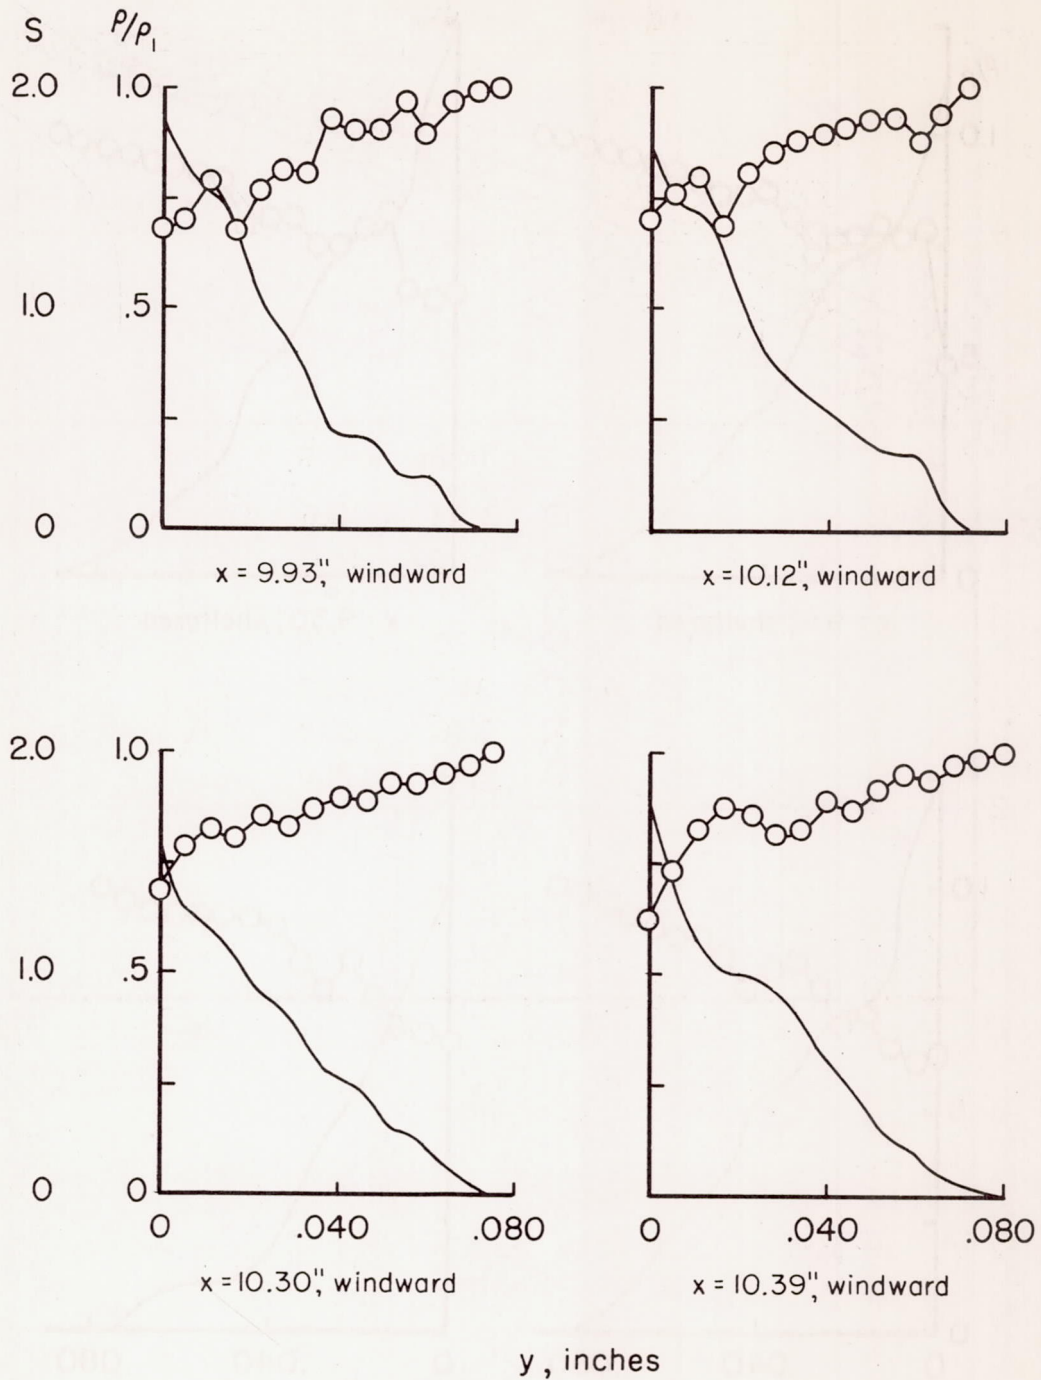 S ρ/ρ₁
2.0 1.0
1.0 .5
0 0
x = 9.93", windward
x = 10.12", windward
2.0 1.0
1.0 .5
0 0
0 .040 .080
0 .040 .080
x = 10.30", windward
x = 10.39", windward
y, inches